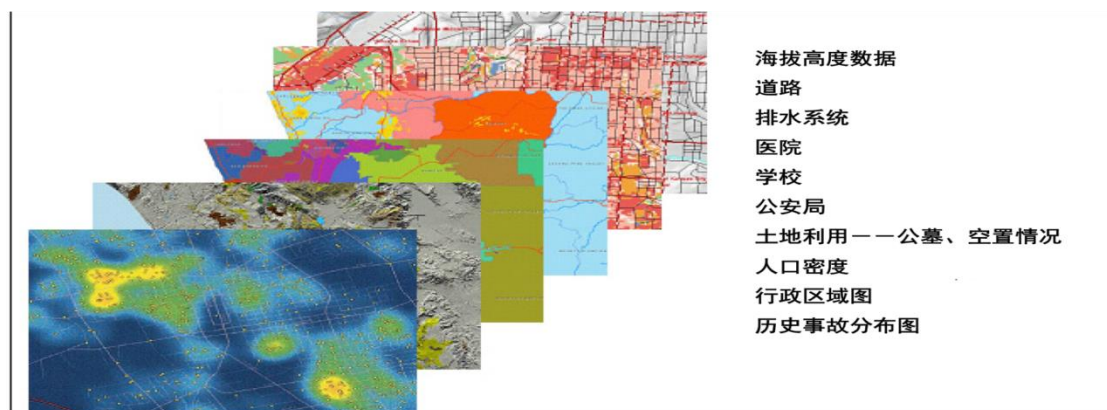 海拔高度数据
道路
排水系统
医院
学校
公安局
土地利用——公墓、空置情况
人口密度
行政区域图
历史事故分布图